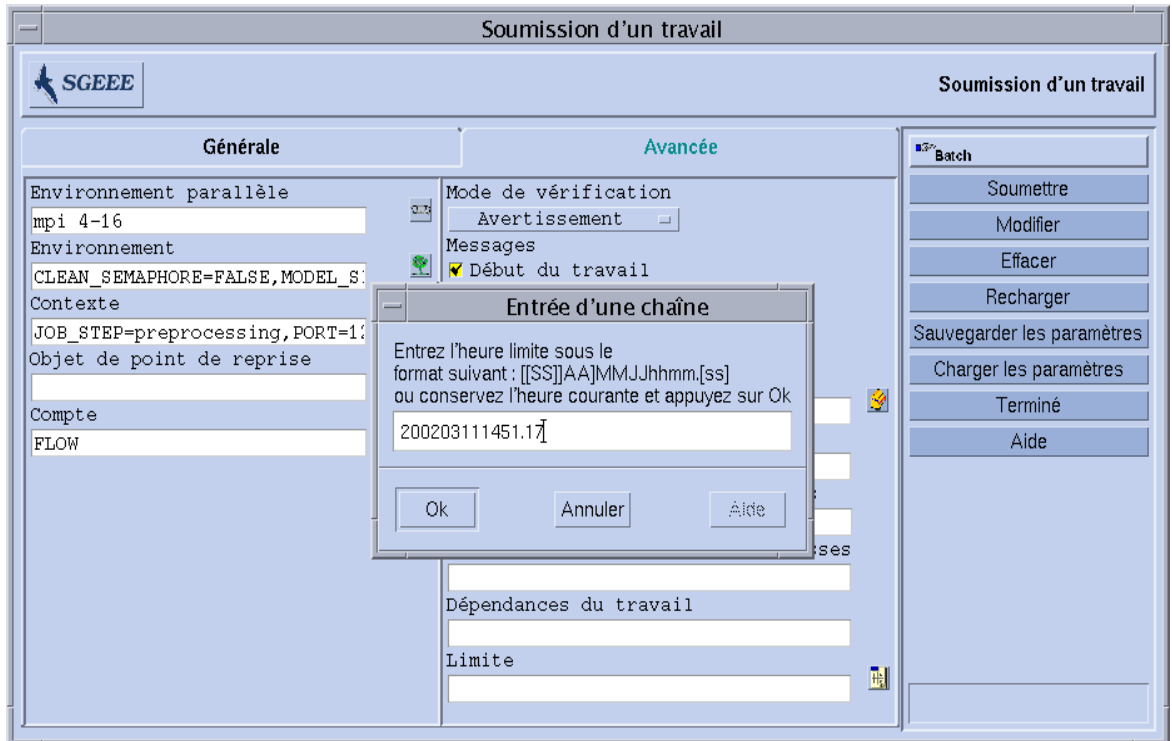 Soumission d'un travail
SGEEE
Soumission d'un travail
Générale
Avancée
Environnement parallèle
mpi 4-16
Environnement
CLEAN_SEMAPHORE=FALSE,MODEL_S
Contexte
JOB_STEP=preprocessing,PORT=12
Objet de point de reprise
Compte
FLOW
Mode de vérification
Avertissement
Messages
Début du travail
Entrée d'une chaîne
Entrez l'heure limite sous le
format suivant : [[SS]]AA]MMJJhhmm.[ss]
ou conservez l'heure courante et appuyez sur Ok
200203111451.17
Ok
Annuler
Aide
sses
Dépendances du travail
Limite
Batch
Soumettre
Modifier
Effacer
Recharger
Sauvegarder les paramètres
Charger les paramètres
Terminé
Aide